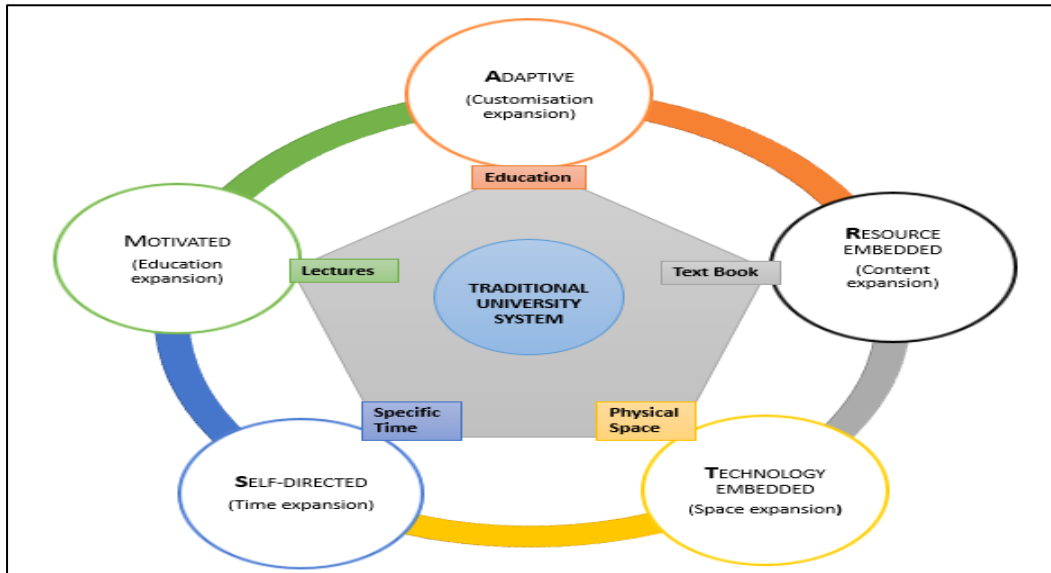 ADAPTIVE
(Customisation
expansion)
Education
MOTIVATED
(Education
expansion)
Lectures
TRADITIONAL
UNIVERSITY
SYSTEM
Text Book
RESOURCE
EMBEDDED
(Content
expansion)
Specific
Time
Physical
Space
SELF-DIRECTED
(Time expansion)
TECHNOLOGY
EMBEDDED
(Space expansion)